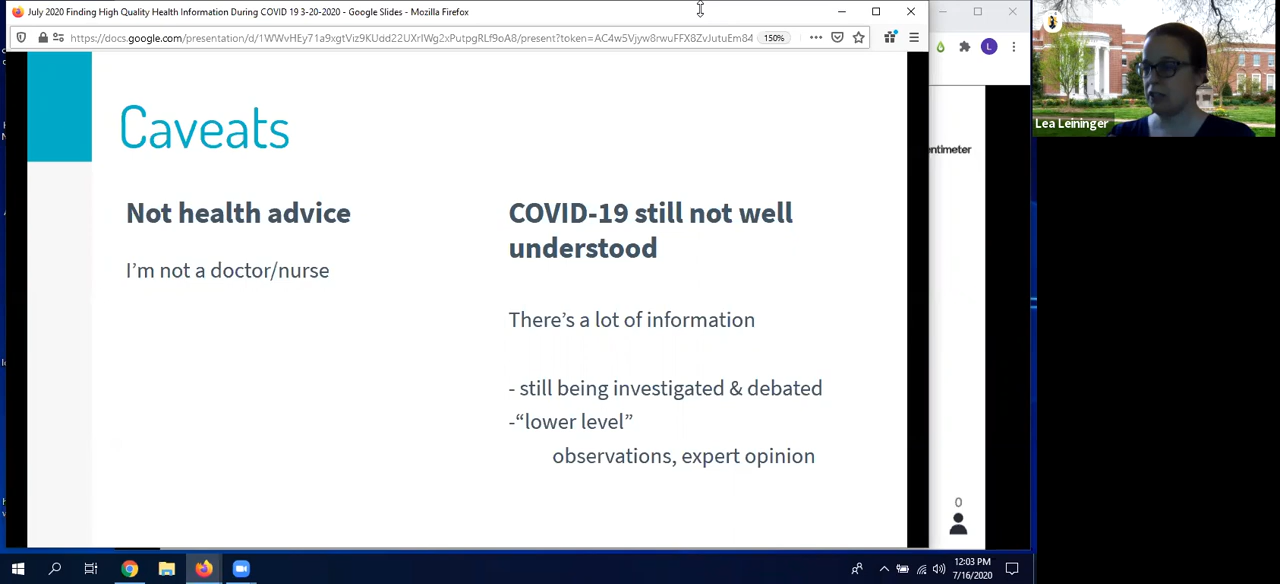 July 2020 Finding High Quality Health Information During COVID 19 3-20-2020 - Google Slides - Mozilla Firefox
https://docs.google.com/presentation/d/1WWvHEy71a9xgtViz9KUdd22UXrIWg2xPutpgRLf9oA8/present?token=AC4w5Vjyw8rwuFFX8ZvJutuEm84
150%
L
Caveats
Not health advice
I'm not a doctor/nurse
COVID-19 still not well
understood
There's a lot of information
- still being investigated & debated
-“lower level”
observations, expert opinion
entimeter
0
Lea Leininger
12:03 PM
7/16/2020